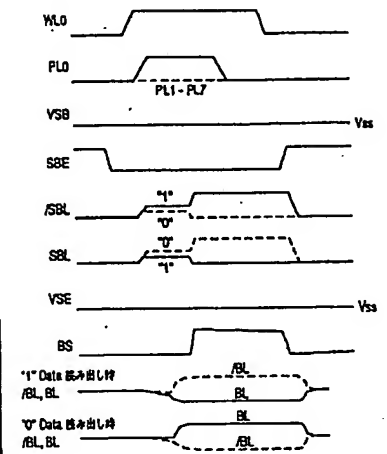 WL0
PL0
PL1 - PL7
VSB
Vss
SBE
/SBL
"1"
"0"
SBL
"0"
"1"
VSE
Vss
BS
"1" Data 読み出し時
/BL, BL
/BL
BL
"0" Data 読み出し時
/BL, BL
BL
/BL